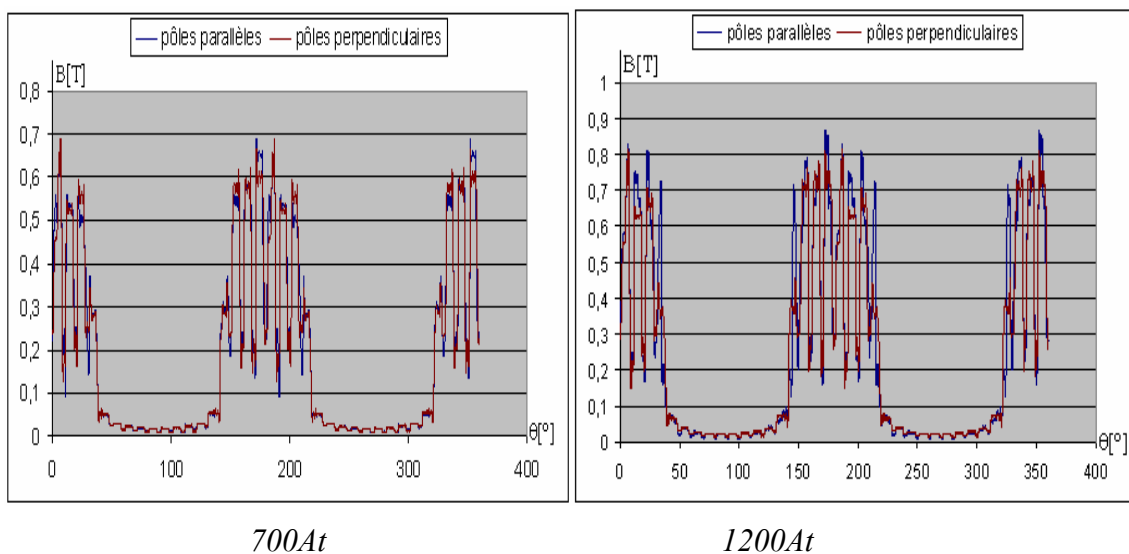 pôles parallèles pôles perpendiculaires
B[T]
0,8
0,7
0,6
0,5
0,4
0,3
0,2
0,1
0
0 100 200 300 400
θ[°]
700At
pôles parallèles pôles perpendiculaires
B[T]
1
0,9
0,8
0,7
0,6
0,5
0,4
0,3
0,2
0,1
0
0 50 100 150 200 250 300 350 400
θ[°]
1200At